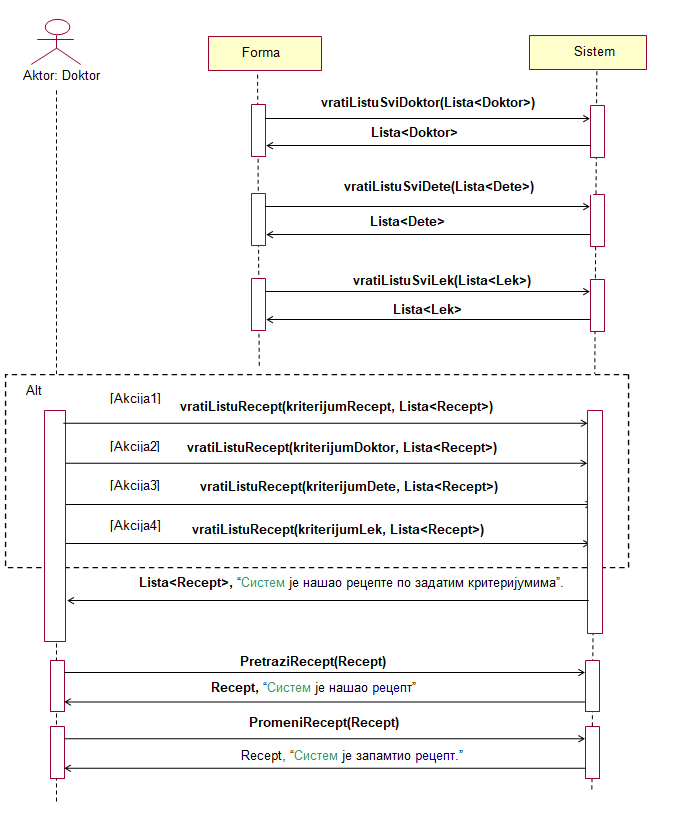 Forma
Sistem
Aktor: Doktor
vratiListuSviDoktor(Lista<Doktor>)
Lista<Doktor>
vratiListuSviDete(Lista<Dete>)
Lista<Dete>
vratiListuSviLek(Lista<Lek>)
Lista<Lek>
Alt
[Akcija1]
vratiListuRecept(kriterijumRecept, Lista<Recept>)
[Akcija2]
vratiListuRecept(kriterijumDoktor, Lista<Recept>)
[Akcija3]
vratiListuRecept(kriterijumDete, Lista<Recept>)
[Akcija4]
vratiListuRecept(kriterijumLek, Lista<Recept>)
Lista<Recept>, “Систем је нашао рецепте по задатим критеријумима”.
PretraziRecept(Recept)
Recept, “Систем је нашао рецепт”
PromeniRecept(Recept)
Recept, “Систем је запамтио рецепт.”